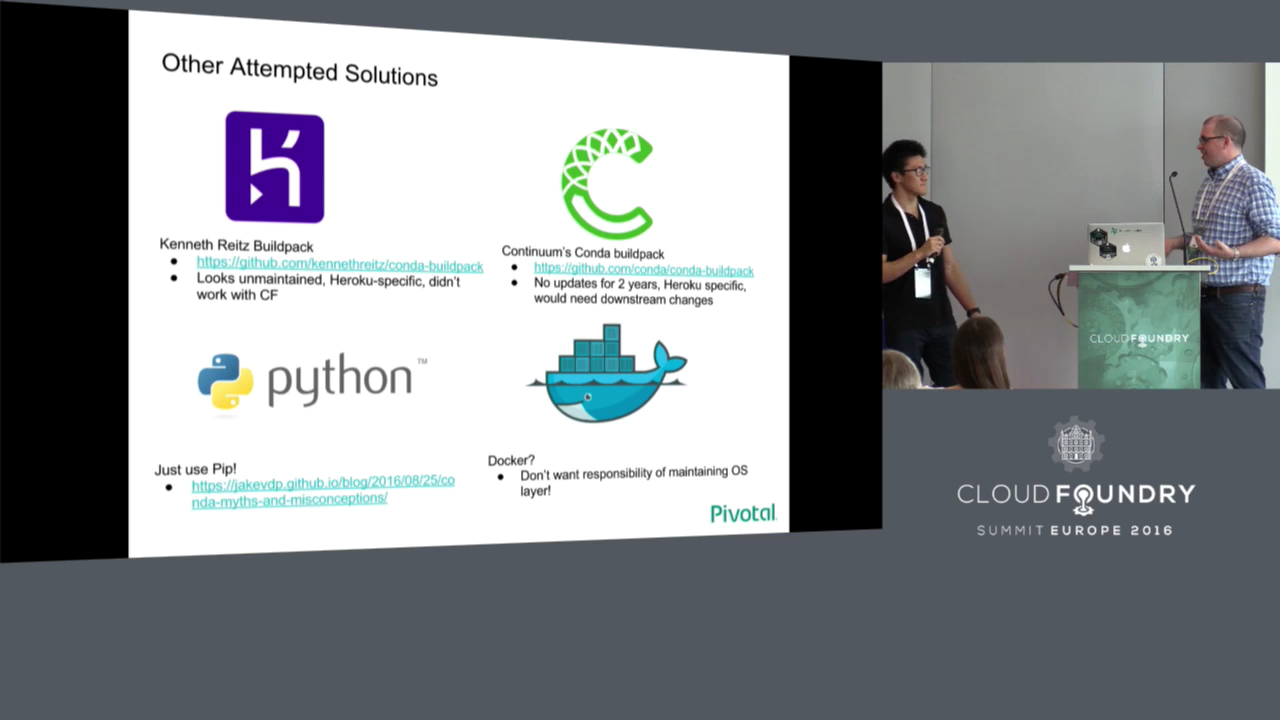 Other Attempted Solutions
Kenneth Reitz Buildpack
● https://github.com/kennethreitz/conda-buildpack
● Looks unmaintained, Heroku-specific, didn't
work with CF
Continuum's Conda buildpack
● https://github.com/conda/conda-buildpack
● No updates for 2 years, Heroku specific,
would need downstream changes
python™
Just use Pip!
● https://jakevdp.github.io/blog/2016/08/25/co
nda-myths-and-misconceptions/
Docker?
● Don't want responsibility of maintaining OS
layer!
Pivotal
CLOUD FOUNDRY
CLOUD FOUNDRY
SUMMIT EUROPE 2016